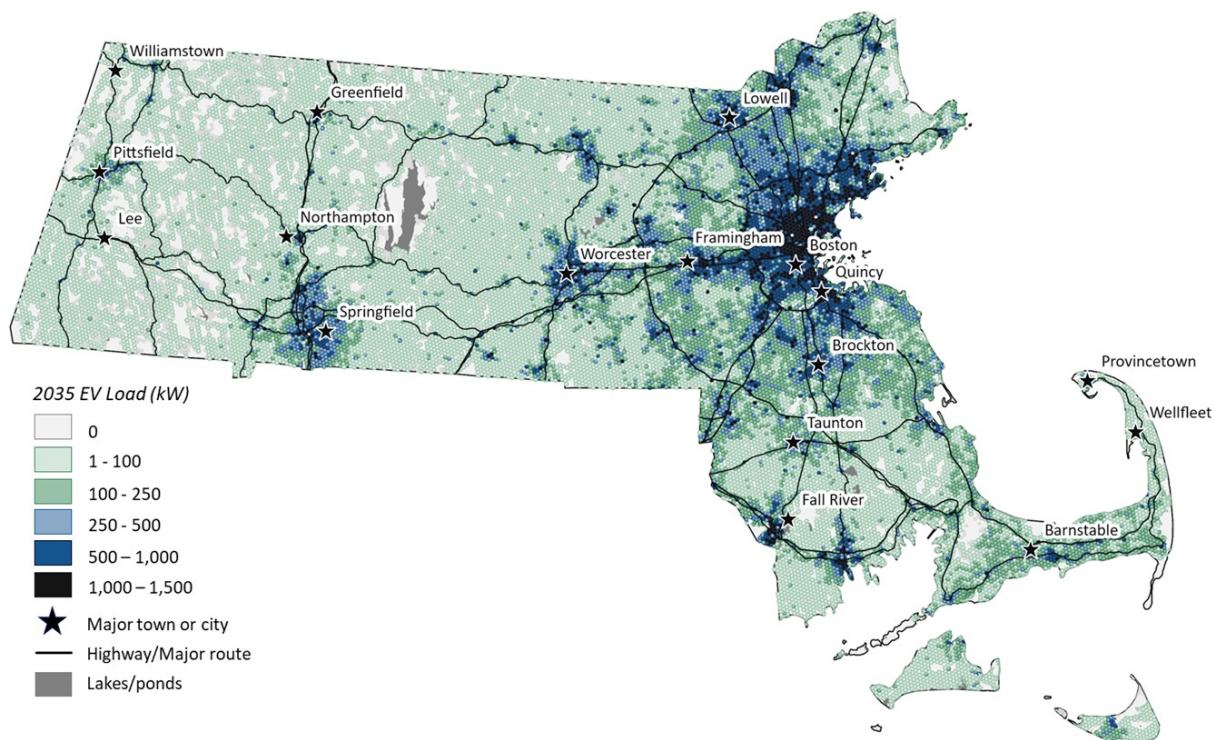 Williamstown
Greenfield
Lowell
Pittsfield
Lee
Northampton
Framingham
Boston
Worcester
Quincy
Springfield
Brockton
Provincetown
2035 EV Load (kW)
Wellfleet
0
Taunton
1 - 100
100 - 250
Fall River
250 - 500
Barnstable
500 – 1,000
1,000 – 1,500
Major town or city
Highway/Major route
Lakes/ponds